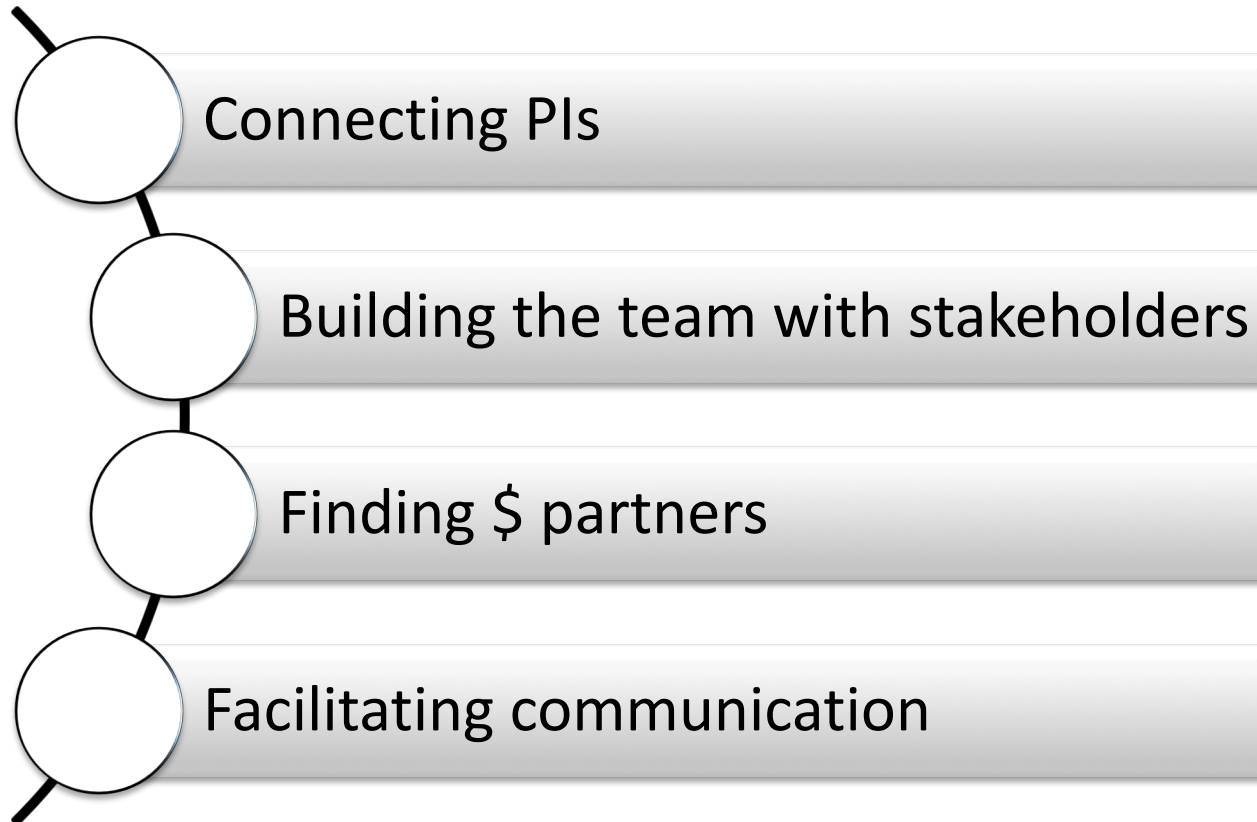 Connecting PIs
Building the team with stakeholders
Finding $ partners
Facilitating communication